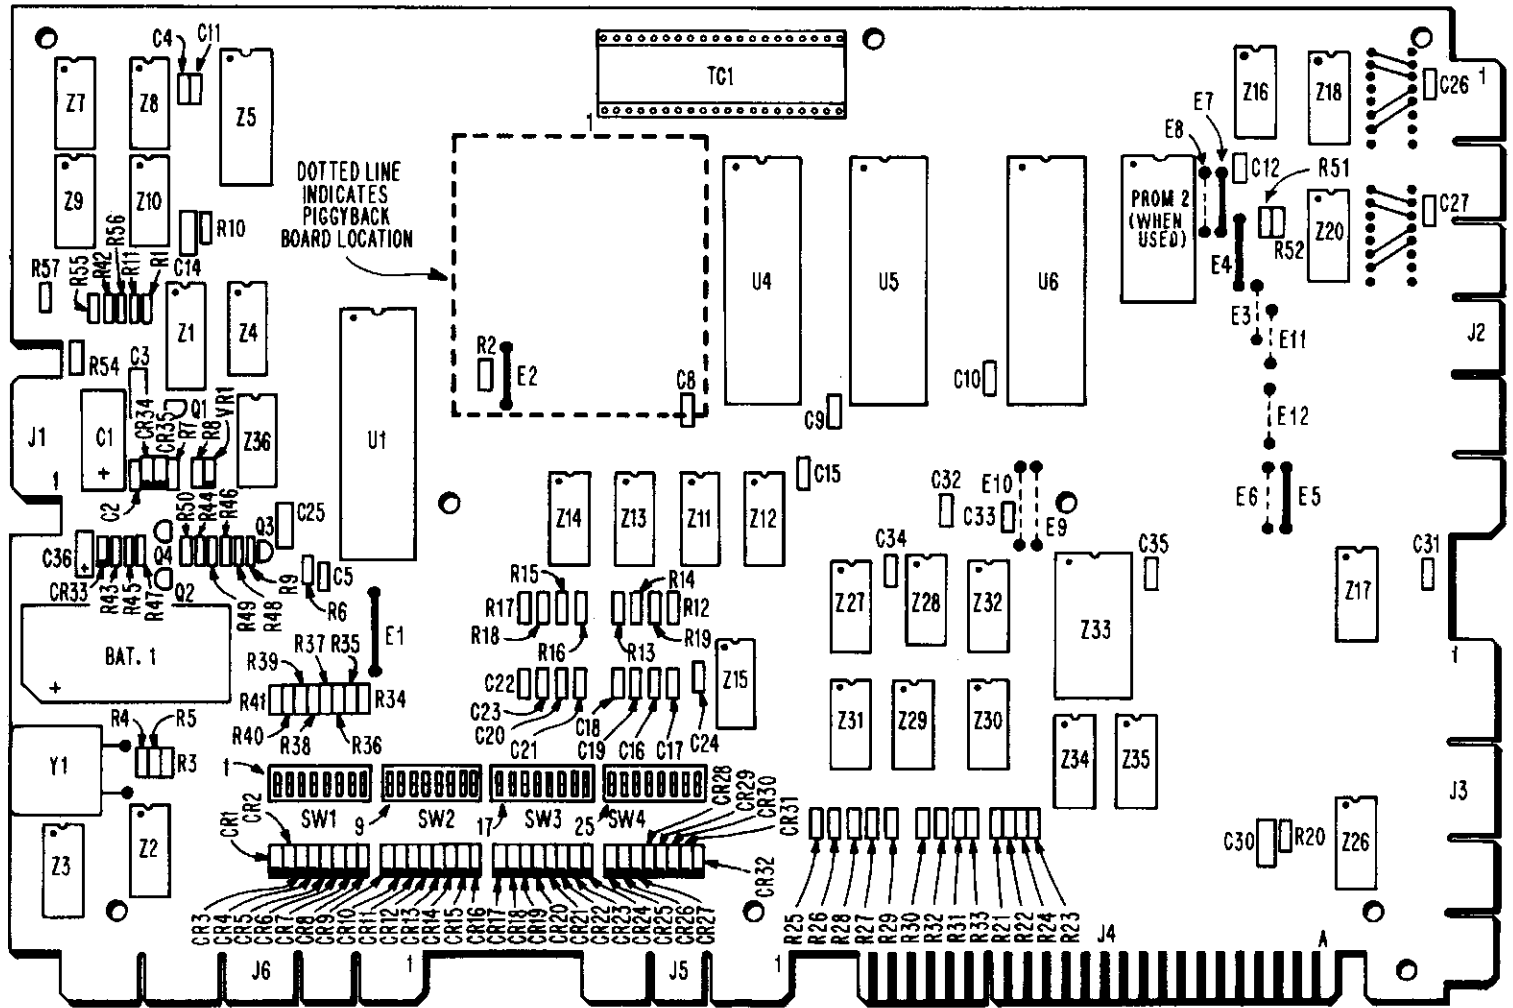 C4
C11
TC1
1
Z7
Z8
Z5
Z16
Z18
C26
1
E7
E8
DOTTED LINE
INDICATES
PIGGYBACK
BOARD LOCATION
1
C12
R51
Z9
Z10
R10
C14
R56
PROM 2
(WHEN
USED)
R52
Z20
C27
E4
R57
R55
R42
R11
R1
U4
U5
U6
E3
E11
J2
Z1
Z4
R54
C3
R2
E2
C8
C9
C10
E12
J1
C1
+
1
CR34
CR35
Q1
R7
R8
VR1
Z36
U1
C2
C15
C32
C33
E10
E9
E6
E5
R50
R44
R46
C25
Q3
Z14
Z13
Z11
Z12
C36
+
Q4
Q2
CR33
R43
R45
R47
R49
R48
R9
R6
C5
C34
C35
C31
Z27
Z28
Z32
Z33
Z17
R15
R14
R17
R12
R18
R16
R13
R19
BAT. 1
+
E1
R37
R35
R39
R41
R34
R40
R38
R36
C22
C23
C20
C21
C18
C19
C16
C17
C24
Z15
Z31
Z29
Z30
1
R4
R5
R3
Y1
Z34
Z35
J3
1
SW1
9
SW2
17
SW3
25
SW4
CR28
CR29
CR30
CR31
CR1
CR2
CR32
Z3
Z2
C30
R20
Z26
CR3
CR4
CR5
CR6
CR7
CR8
CR9
CR10
CR11
CR12
CR13
CR14
CR15
CR16
CR17
CR18
CR19
CR20
CR21
CR22
CR23
CR24
CR25
CR26
CR27
R25
R26
R28
R27
R29
R30
R32
R31
R33
R21
R22
R24
R23
J4
A
J6
1
J5
1